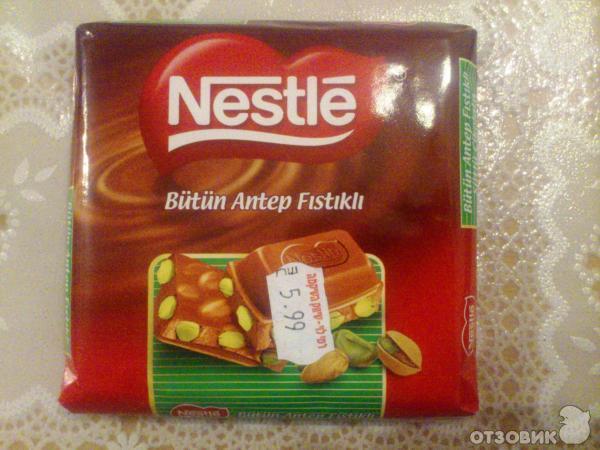 Nestlé
Bütün Antep Fıstıklı
Bütün Antep Fıstıklı
Nestlé
5.99
Nestlé
Nestlé
Bütün Antep Fıstıklı
ОТЗОВИК